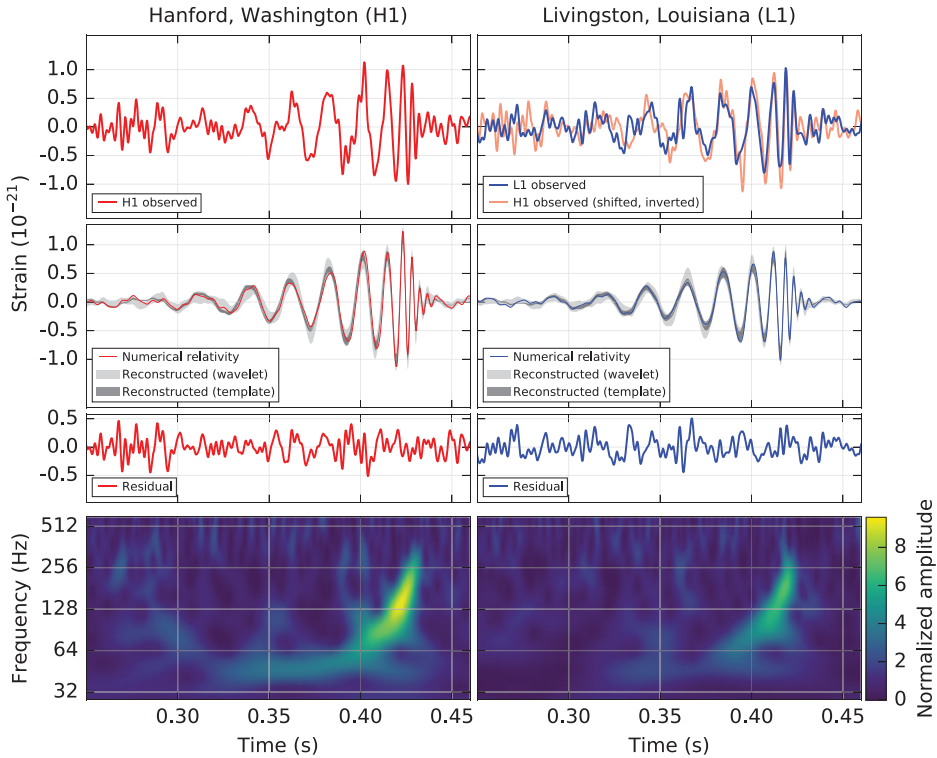 Hanford, Washington (H1)
Livingston, Louisiana (L1)
Strain (10⁻²¹)
1.0
0.5
0.0
-0.5
-1.0
H1 observed
L1 observed
H1 observed (shifted, inverted)
1.0
0.5
0.0
-0.5
-1.0
Numerical relativity
Reconstructed (wavelet)
Reconstructed (template)
Numerical relativity
Reconstructed (wavelet)
Reconstructed (template)
0.5
0.0
-0.5
Residual
Residual
Frequency (Hz)
512
256
128
64
32
0.30
0.35
0.40
0.45
Time (s)
0.30
0.35
0.40
0.45
Time (s)
8
6
4
2
0
Normalized amplitude